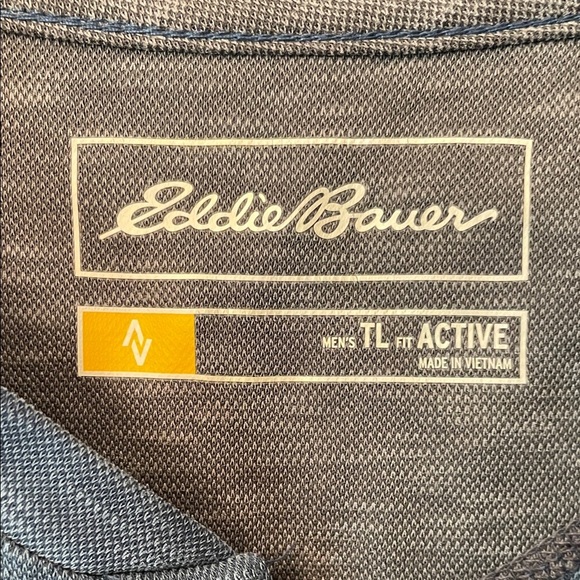 Eddie Bauer
MEN'S TL FIT ACTIVE
MADE IN VIETNAM